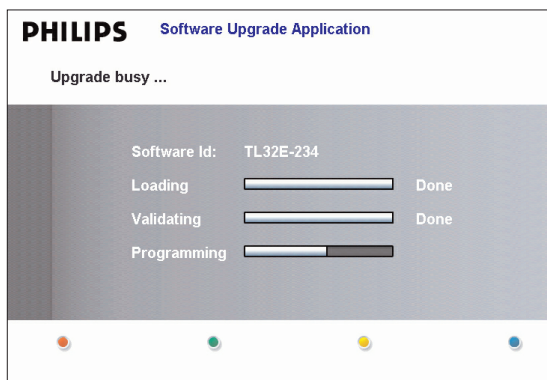 PHILIPS Software Upgrade Application
Upgrade busy ...
Software Id: TL32E-234
Loading Done
Validating Done
Programming